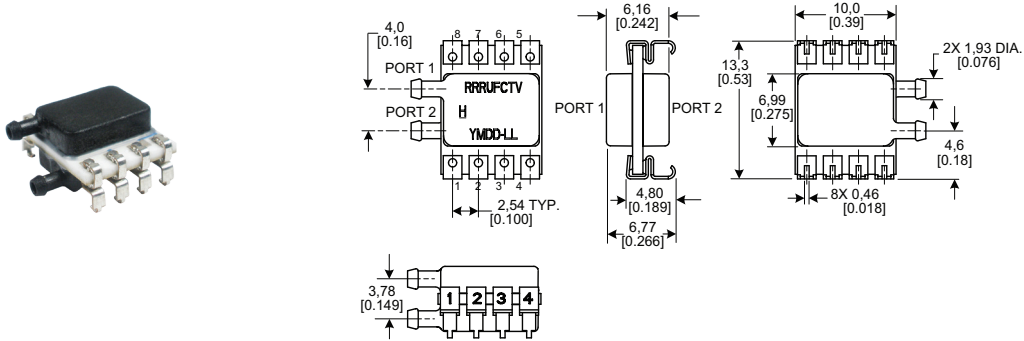 4,0
[0.16]
8 7 6 5
PORT 1
PORT 2
RRRUFCTV
H
YMDD-LL
1 2 3 4
2,54 TYP.
[0.100]
6,16
[0.242]
PORT 1
PORT 2
4,80
[0.189]
6,77
[0.266]
10,0
[0.39]
13,3
[0.53]
6,99
[0.275]
2X 1,93 DIA.
[0.076]
4,6
[0.18]
8X 0,46
[0.018]
3,78
[0.149]
1 2 3 4